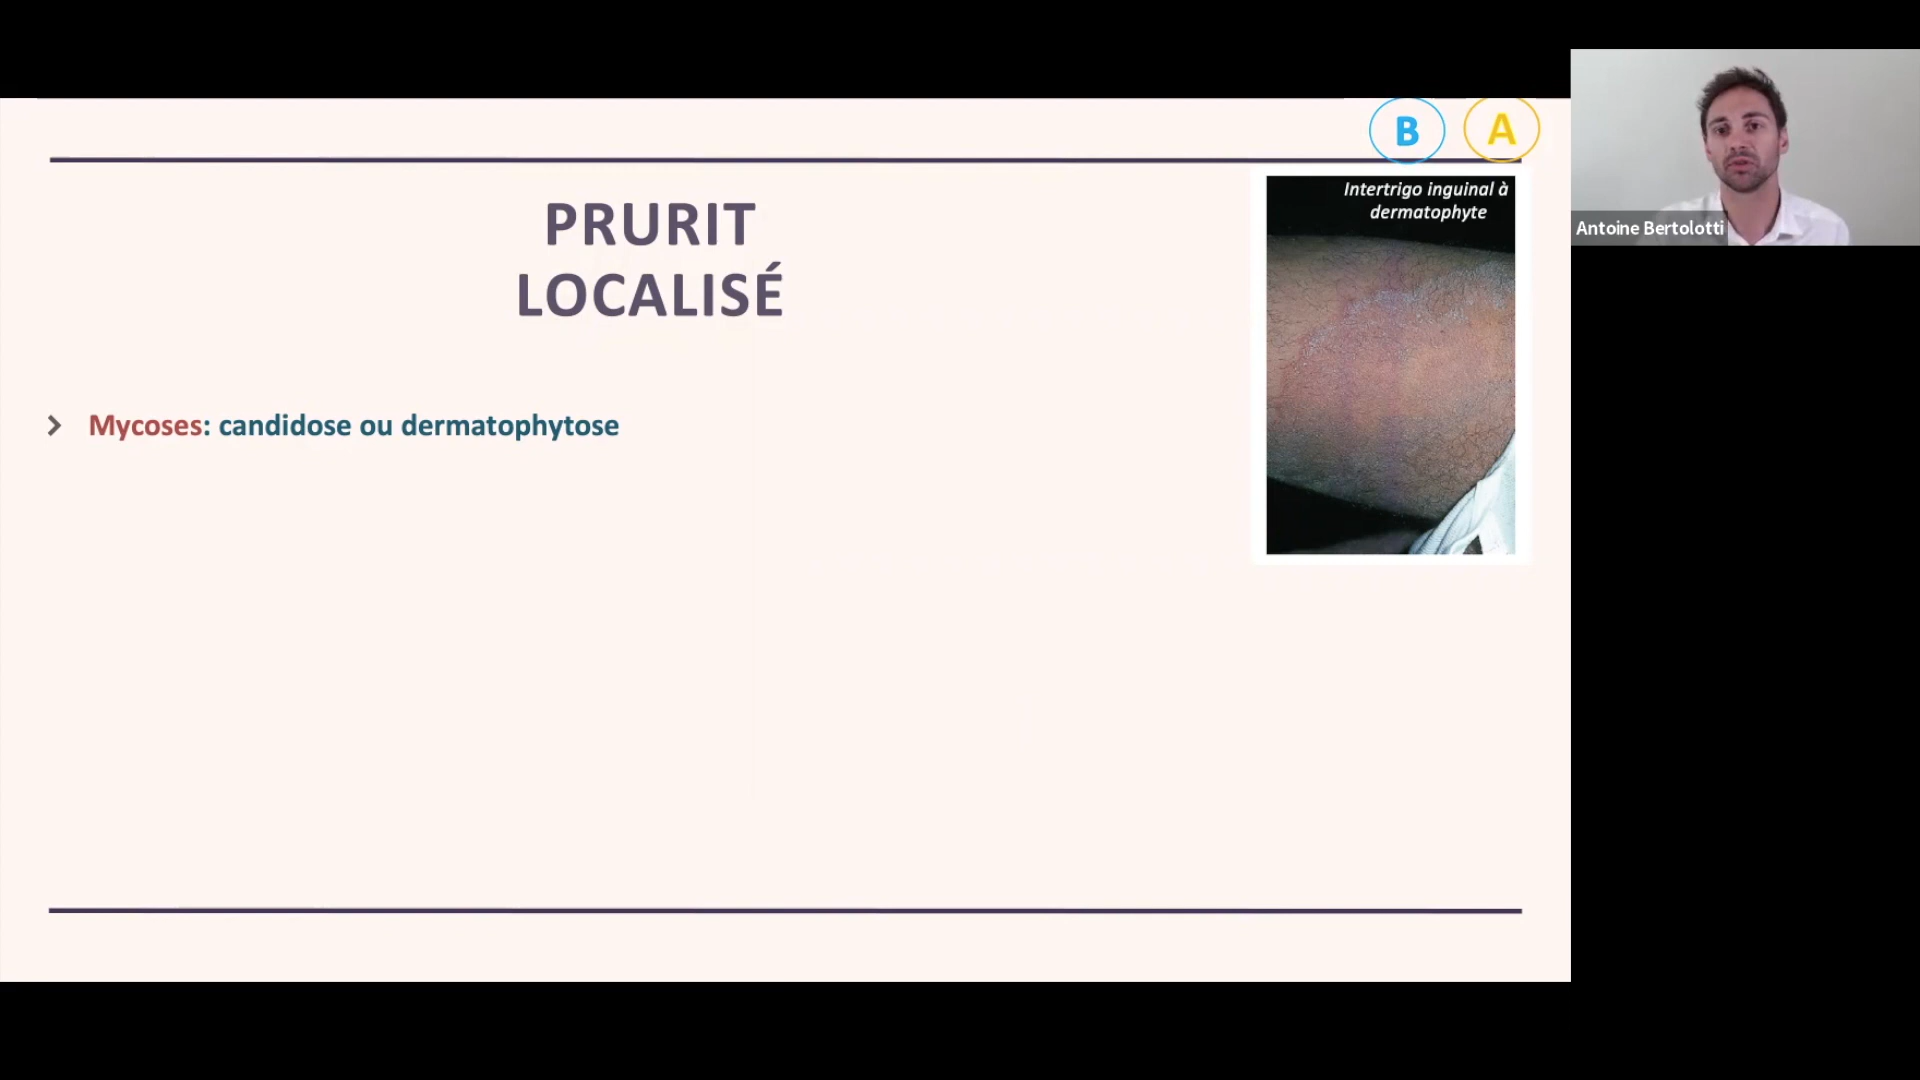 B A
Intertrigo inguinal à
dermatophyte
PRURIT
LOCALISÉ
Mycoses: candidose ou dermatophytose
Antoine Bertolotti